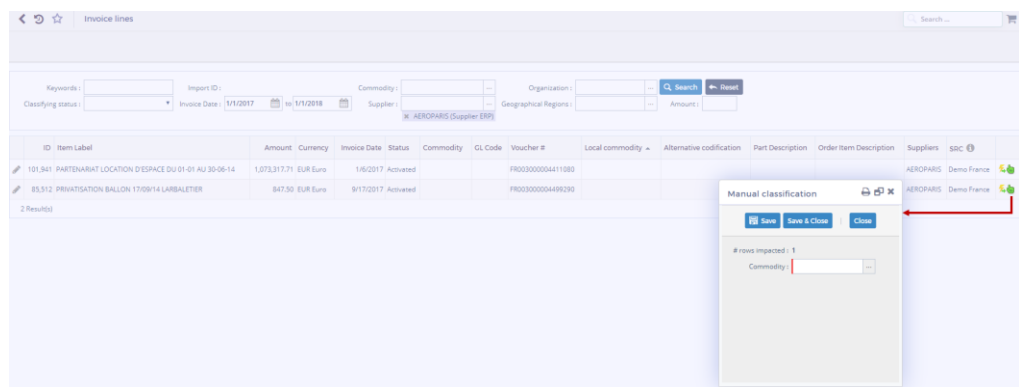 Invoice lines
Search ...
Keywords :
Import ID :
Commodity : ...
Organization : ...
Search
Reset
Classifying status :
Invoice Date : 1/1/2017 to 1/1/2018
Supplier : ...
Geographical Regions : ...
Amount :
× AEROPARIS (Supplier ERP)
ID Item Label Amount Currency Invoice Date Status Commodity GL Code Voucher # Local commodity Alternative codification Part Description Order Item Description Suppliers SRC
101,941 PARTENARIAT LOCATION D'ESPACE DU 01-01 AU 30-06-14 1,073,317.71 EUR Euro 1/6/2017 Activated FR003000004411080 AEROPARIS Demo France
85,512 PRIVATISATION BALLON 17/09/14 LARBALETIER 847.50 EUR Euro 9/17/2017 Activated FR003000004499290 AEROPARIS Demo France
2 Result(s)
Manual classification
Save
Save & Close
Close
# rows impacted : 1
Commodity : ...